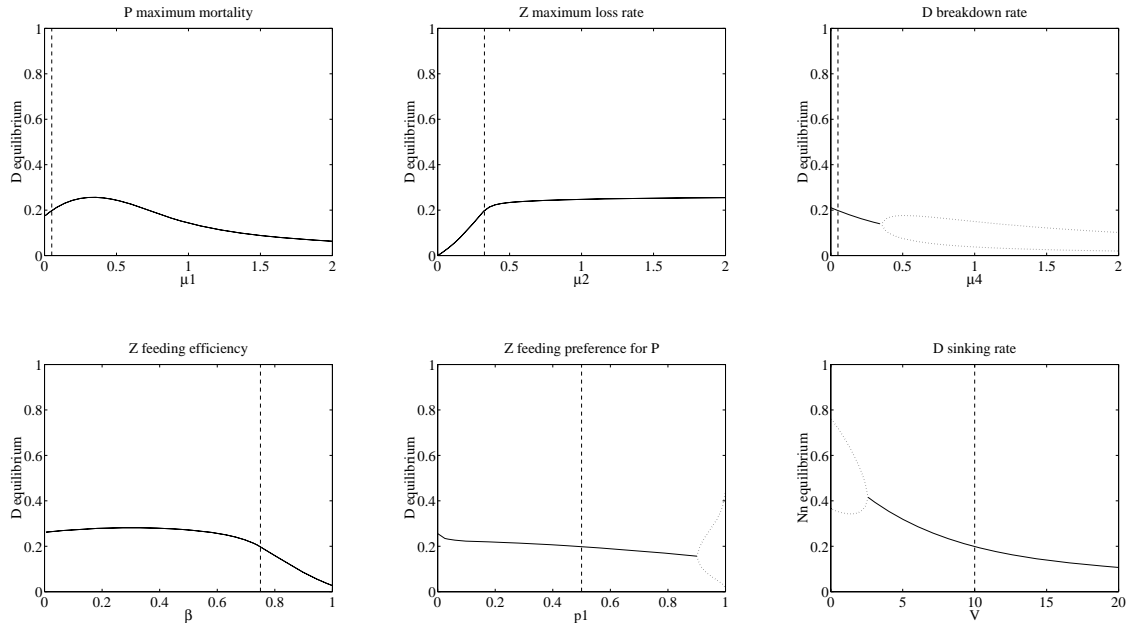 P maximum mortality
D equilibrium
1
0.8
0.6
0.4
0.2
0
0 0.5 1 1.5 2
μ1
Z maximum loss rate
D equilibrium
1
0.8
0.6
0.4
0.2
0
0 0.5 1 1.5 2
μ2
D breakdown rate
D equilibrium
1
0.8
0.6
0.4
0.2
0
0 0.5 1 1.5 2
μ4
Z feeding efficiency
D equilibrium
1
0.8
0.6
0.4
0.2
0
0 0.2 0.4 0.6 0.8 1
β
Z feeding preference for P
D equilibrium
1
0.8
0.6
0.4
0.2
0
0 0.2 0.4 0.6 0.8 1
p1
D sinking rate
Nn equilibrium
1
0.8
0.6
0.4
0.2
0
0 5 10 15 20
V